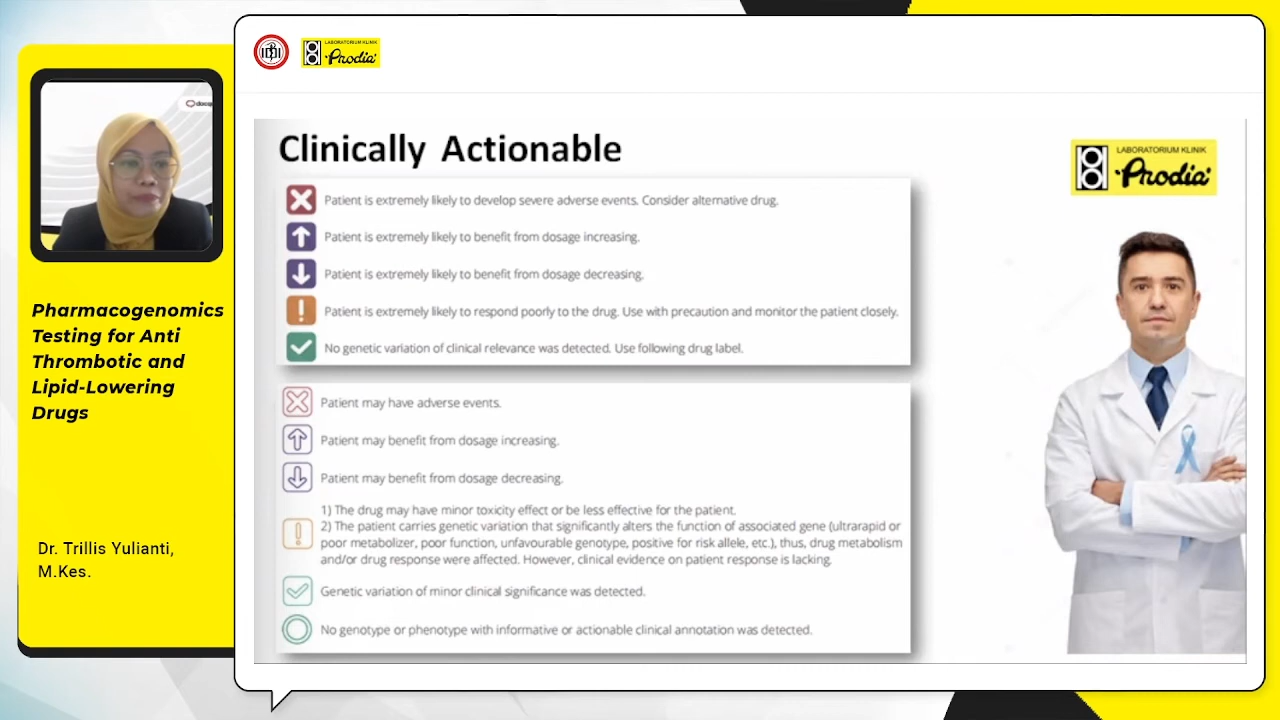 IDI
LABORATORIUM KLINIK
Prodia
Pharmacogenomics
Testing for Anti
Thrombotic and
Lipid-Lowering
Drugs
Dr. Trillis Yulianti,
M.Kes.
Clinically Actionable
LABORATORIUM KLINIK
Prodia
Patient is extremely likely to develop severe adverse events. Consider alternative drug.
Patient is extremely likely to benefit from dosage increasing.
Patient is extremely likely to benefit from dosage decreasing.
Patient is extremely likely to respond poorly to the drug. Use with precaution and monitor the patient closely.
No genetic variation of clinical relevance was detected. Use following drug label.
Patient may have adverse events.
Patient may benefit from dosage increasing.
Patient may benefit from dosage decreasing.
1) The drug may have minor toxicity effect or be less effective for the patient.
2) The patient carries genetic variation that significantly alters the function of associated gene (ultrarapid or
poor metabolizer, poor function, unfavourable genotype, positive for risk allele, etc.), thus, drug metabolism
and/or drug response were affected. However, clinical evidence on patient response is lacking.
Genetic variation of minor clinical significance was detected.
No genotype or phenotype with informative or actionable clinical annotation was detected.